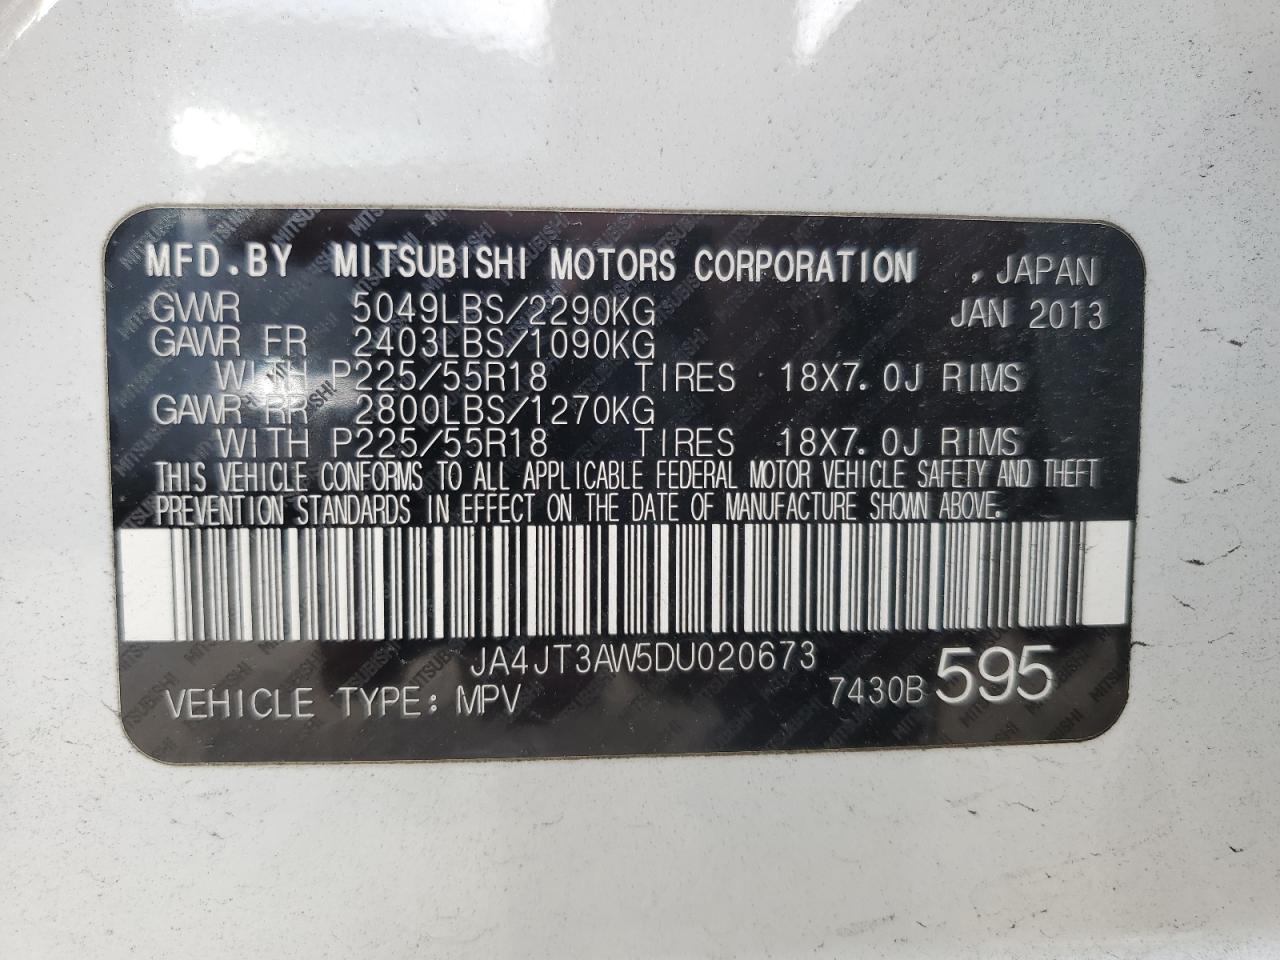 MFD.BY MITSUBISHI MOTORS CORPORATION , JAPAN
GVWR 5049LBS/2290KG JAN 2013
GAWR FR 2403LBS/1090KG
WITH P225/55R18 TIRES 18X7.0J RIMS
GAWR RR 2800LBS/1270KG
WITH P225/55R18 TIRES 18X7.0J RIMS
THIS VEHICLE CONFORMS TO ALL APPLICABLE FEDERAL MOTOR VEHICLE SAFETY AND THEFT
PREVENTION STANDARDS IN EFFECT ON THE DATE OF MANUFACTURE SHOWN ABOVE.
JA4JT3AW5DU020673
VEHICLE TYPE: MPV 7430B 595